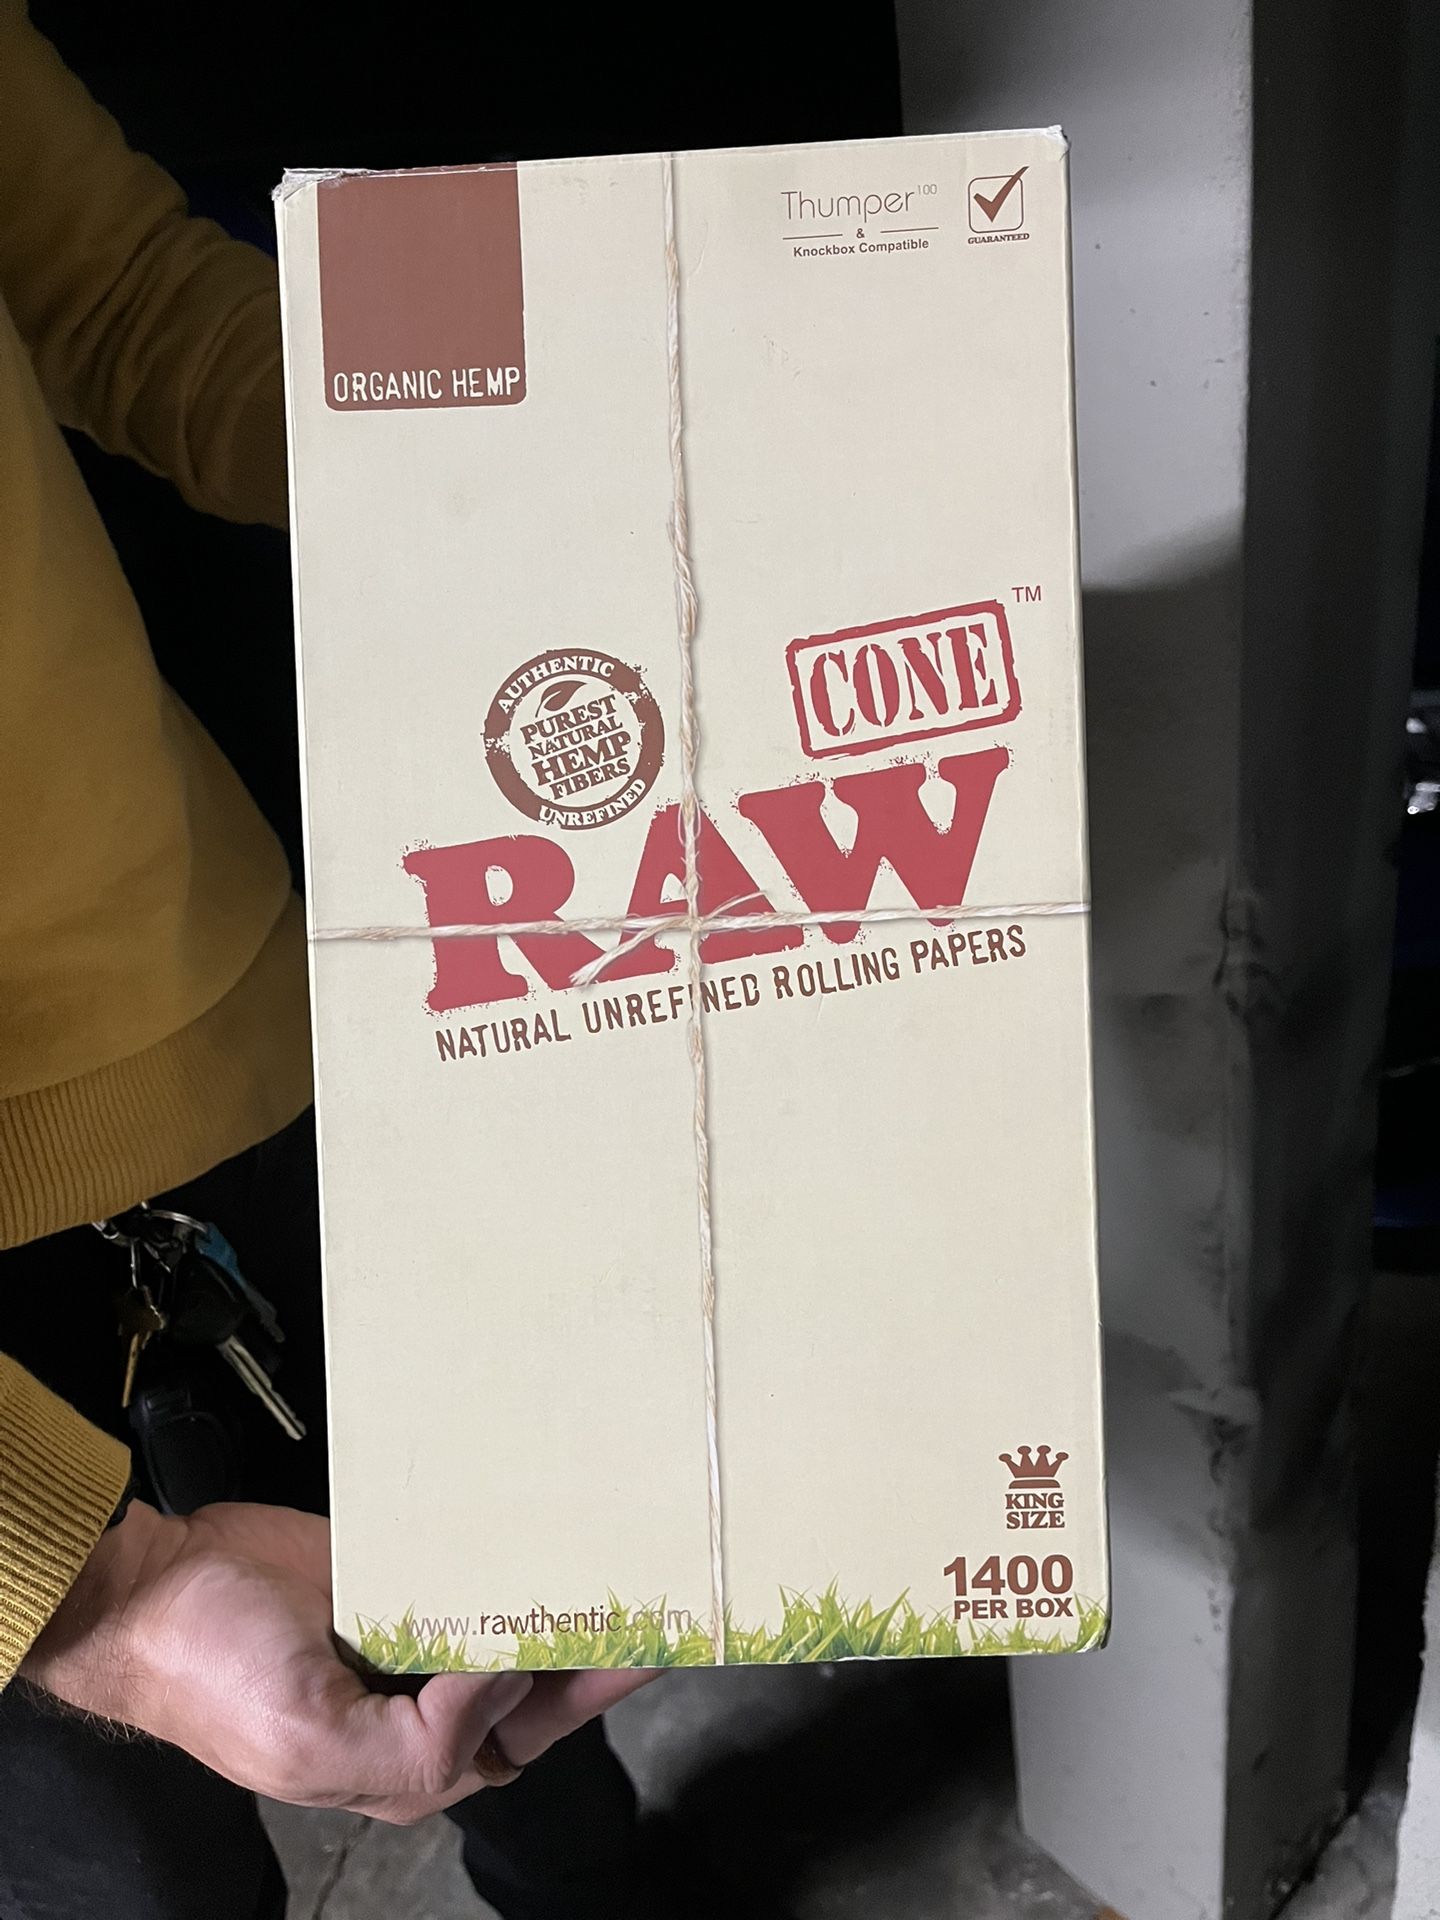 Thumper100
&
Knockbox Compatible
GUARANTEED
ORGANIC HEMP
AUTHENTIC
PUREST
NATURAL
HEMP
FIBERS
UNREFINED
CONE
TM
RAW
NATURAL UNREFINED ROLLING PAPERS
KING
SIZE
1400
PER BOX
www.rawthentic.com